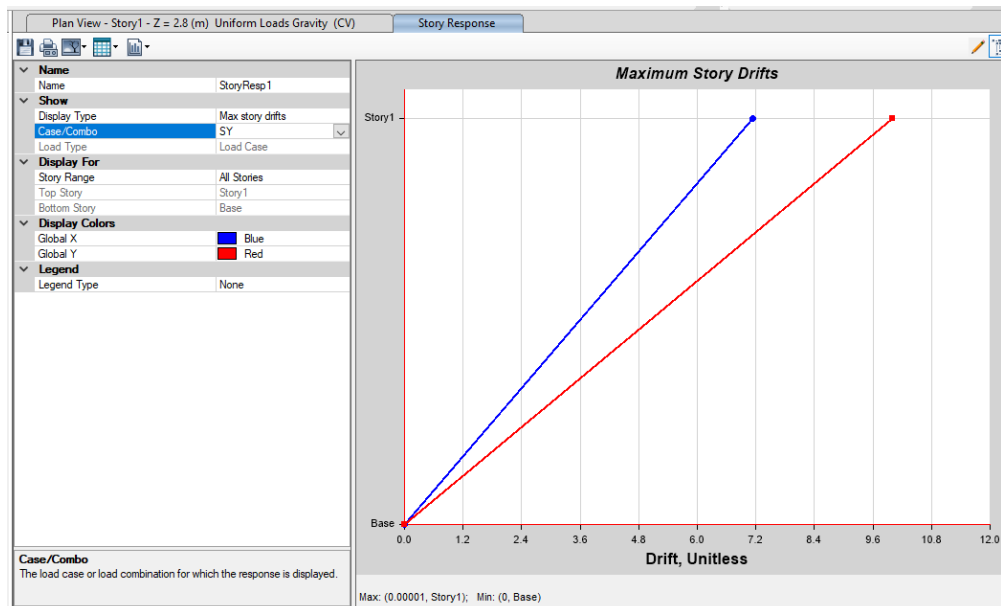 Plan View - Story1 - Z = 2.8 (m) Uniform Loads Gravity (CV)
Story Response
Name
Name StoryResp1
Show
Display Type Max story drifts
Case/Combo SY
Load Type Load Case
Display For
Story Range All Stories
Top Story Story1
Bottom Story Base
Display Colors
Global X Blue
Global Y Red
Legend
Legend Type None
Case/Combo
The load case or load combination for which the response is displayed.
Maximum Story Drifts
Story1
Base
0.0 1.2 2.4 3.6 4.8 6.0 7.2 8.4 9.6 10.8 12.0
Drift, Unitless
Max: (0.00001, Story1); Min: (0, Base)